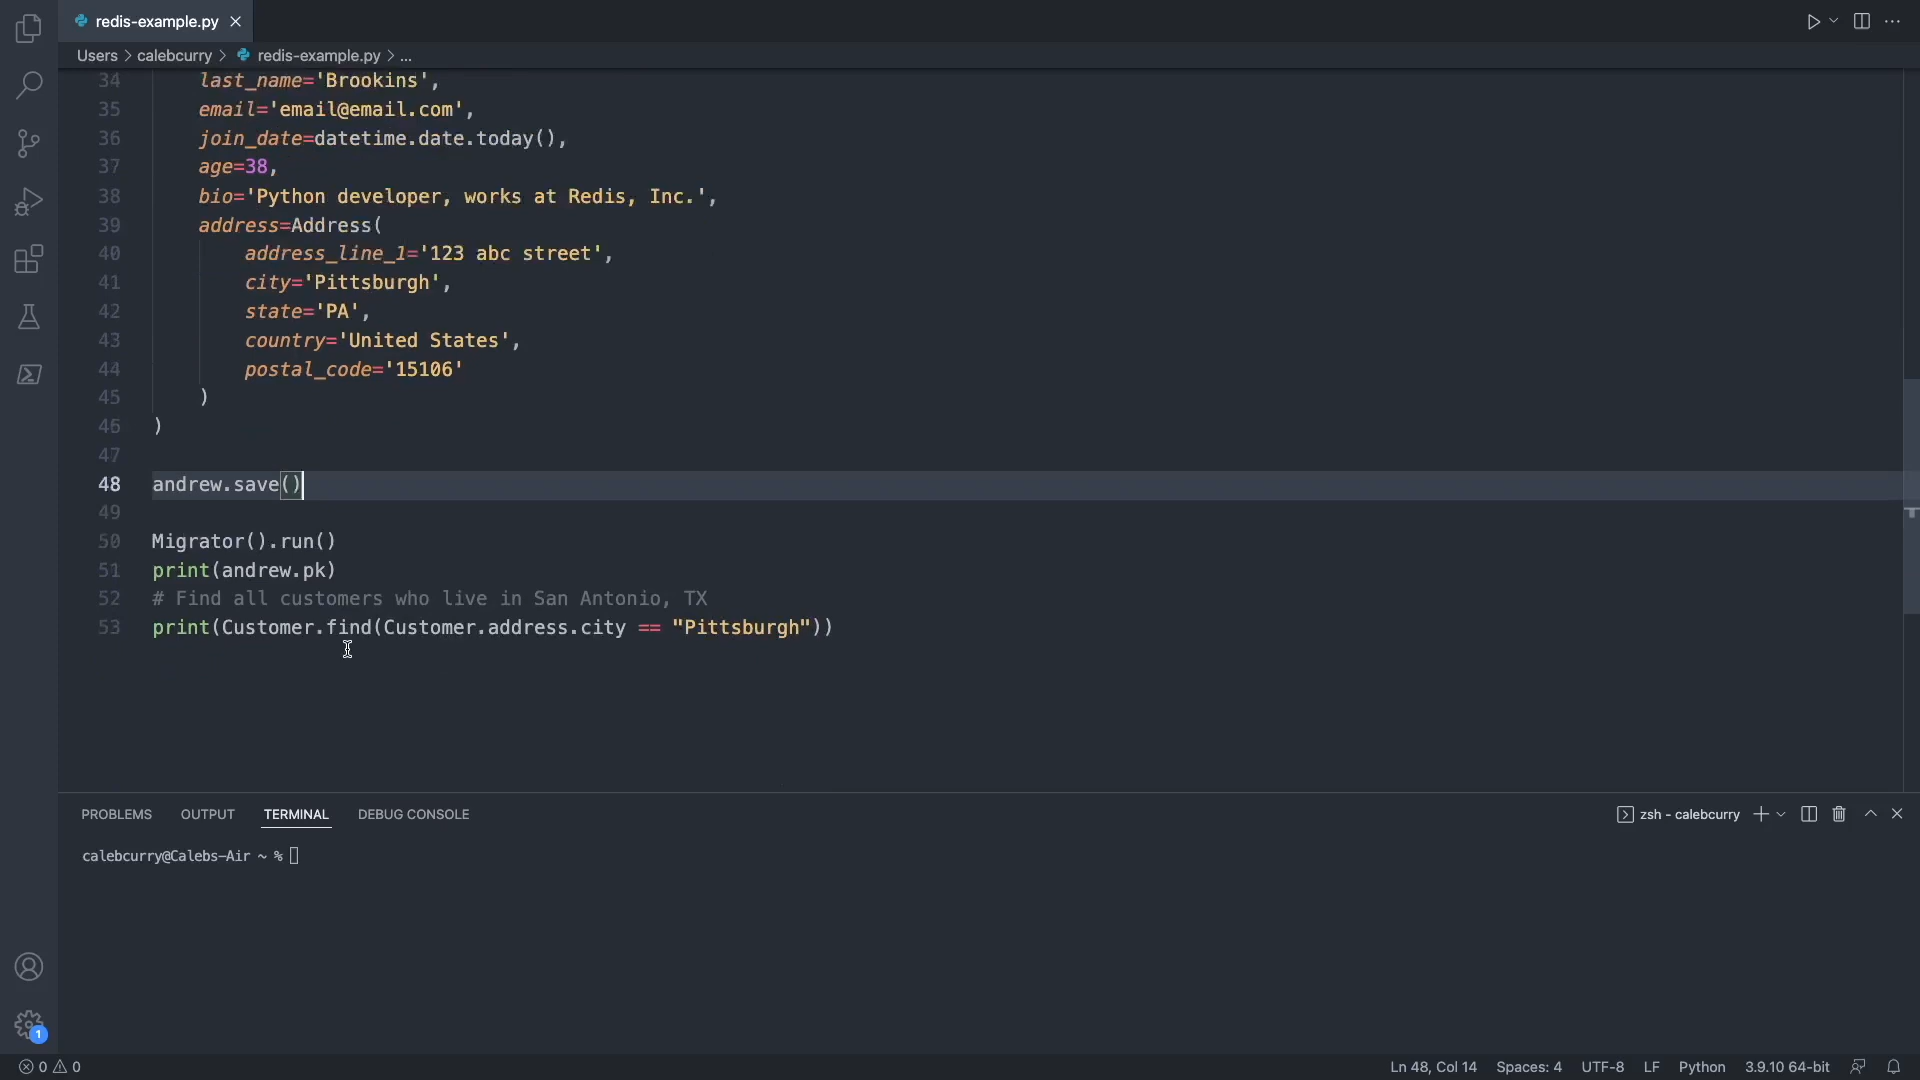 redis-example.py
Users > calebcurry > redis-example.py > ...
34 last_name='Brookins',
35 email='email@email.com',
36 join_date=datetime.date.today(),
37 age=38,
38 bio='Python developer, works at Redis, Inc.',
39 address=Address(
40 address_line_1='123 abc street',
41 city='Pittsburgh',
42 state='PA',
43 country='United States',
44 postal_code='15106'
45 )
46 )
47
48 andrew.save()
49
50 Migrator().run()
51 print(andrew.pk)
52 # Find all customers who live in San Antonio, TX
53 print(Customer.find(Customer.address.city == "Pittsburgh"))
PROBLEMS OUTPUT TERMINAL DEBUG CONSOLE zsh - calebcurry
calebcurry@Calebs-Air ~ %
1
0 0 Ln 48, Col 14 Spaces: 4 UTF-8 LF Python 3.9.10 64-bit